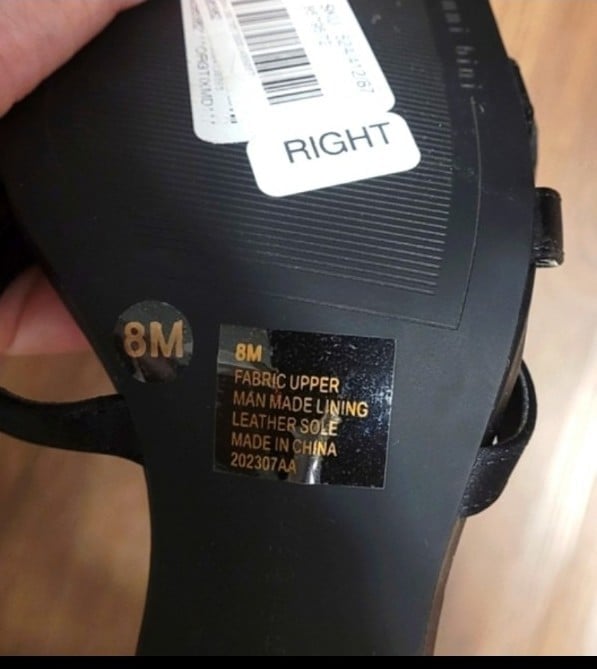 RIGHT
8M
8M
FABRIC UPPER
MAN MADE LINING
LEATHER SOLE
MADE IN CHINA
202307AA